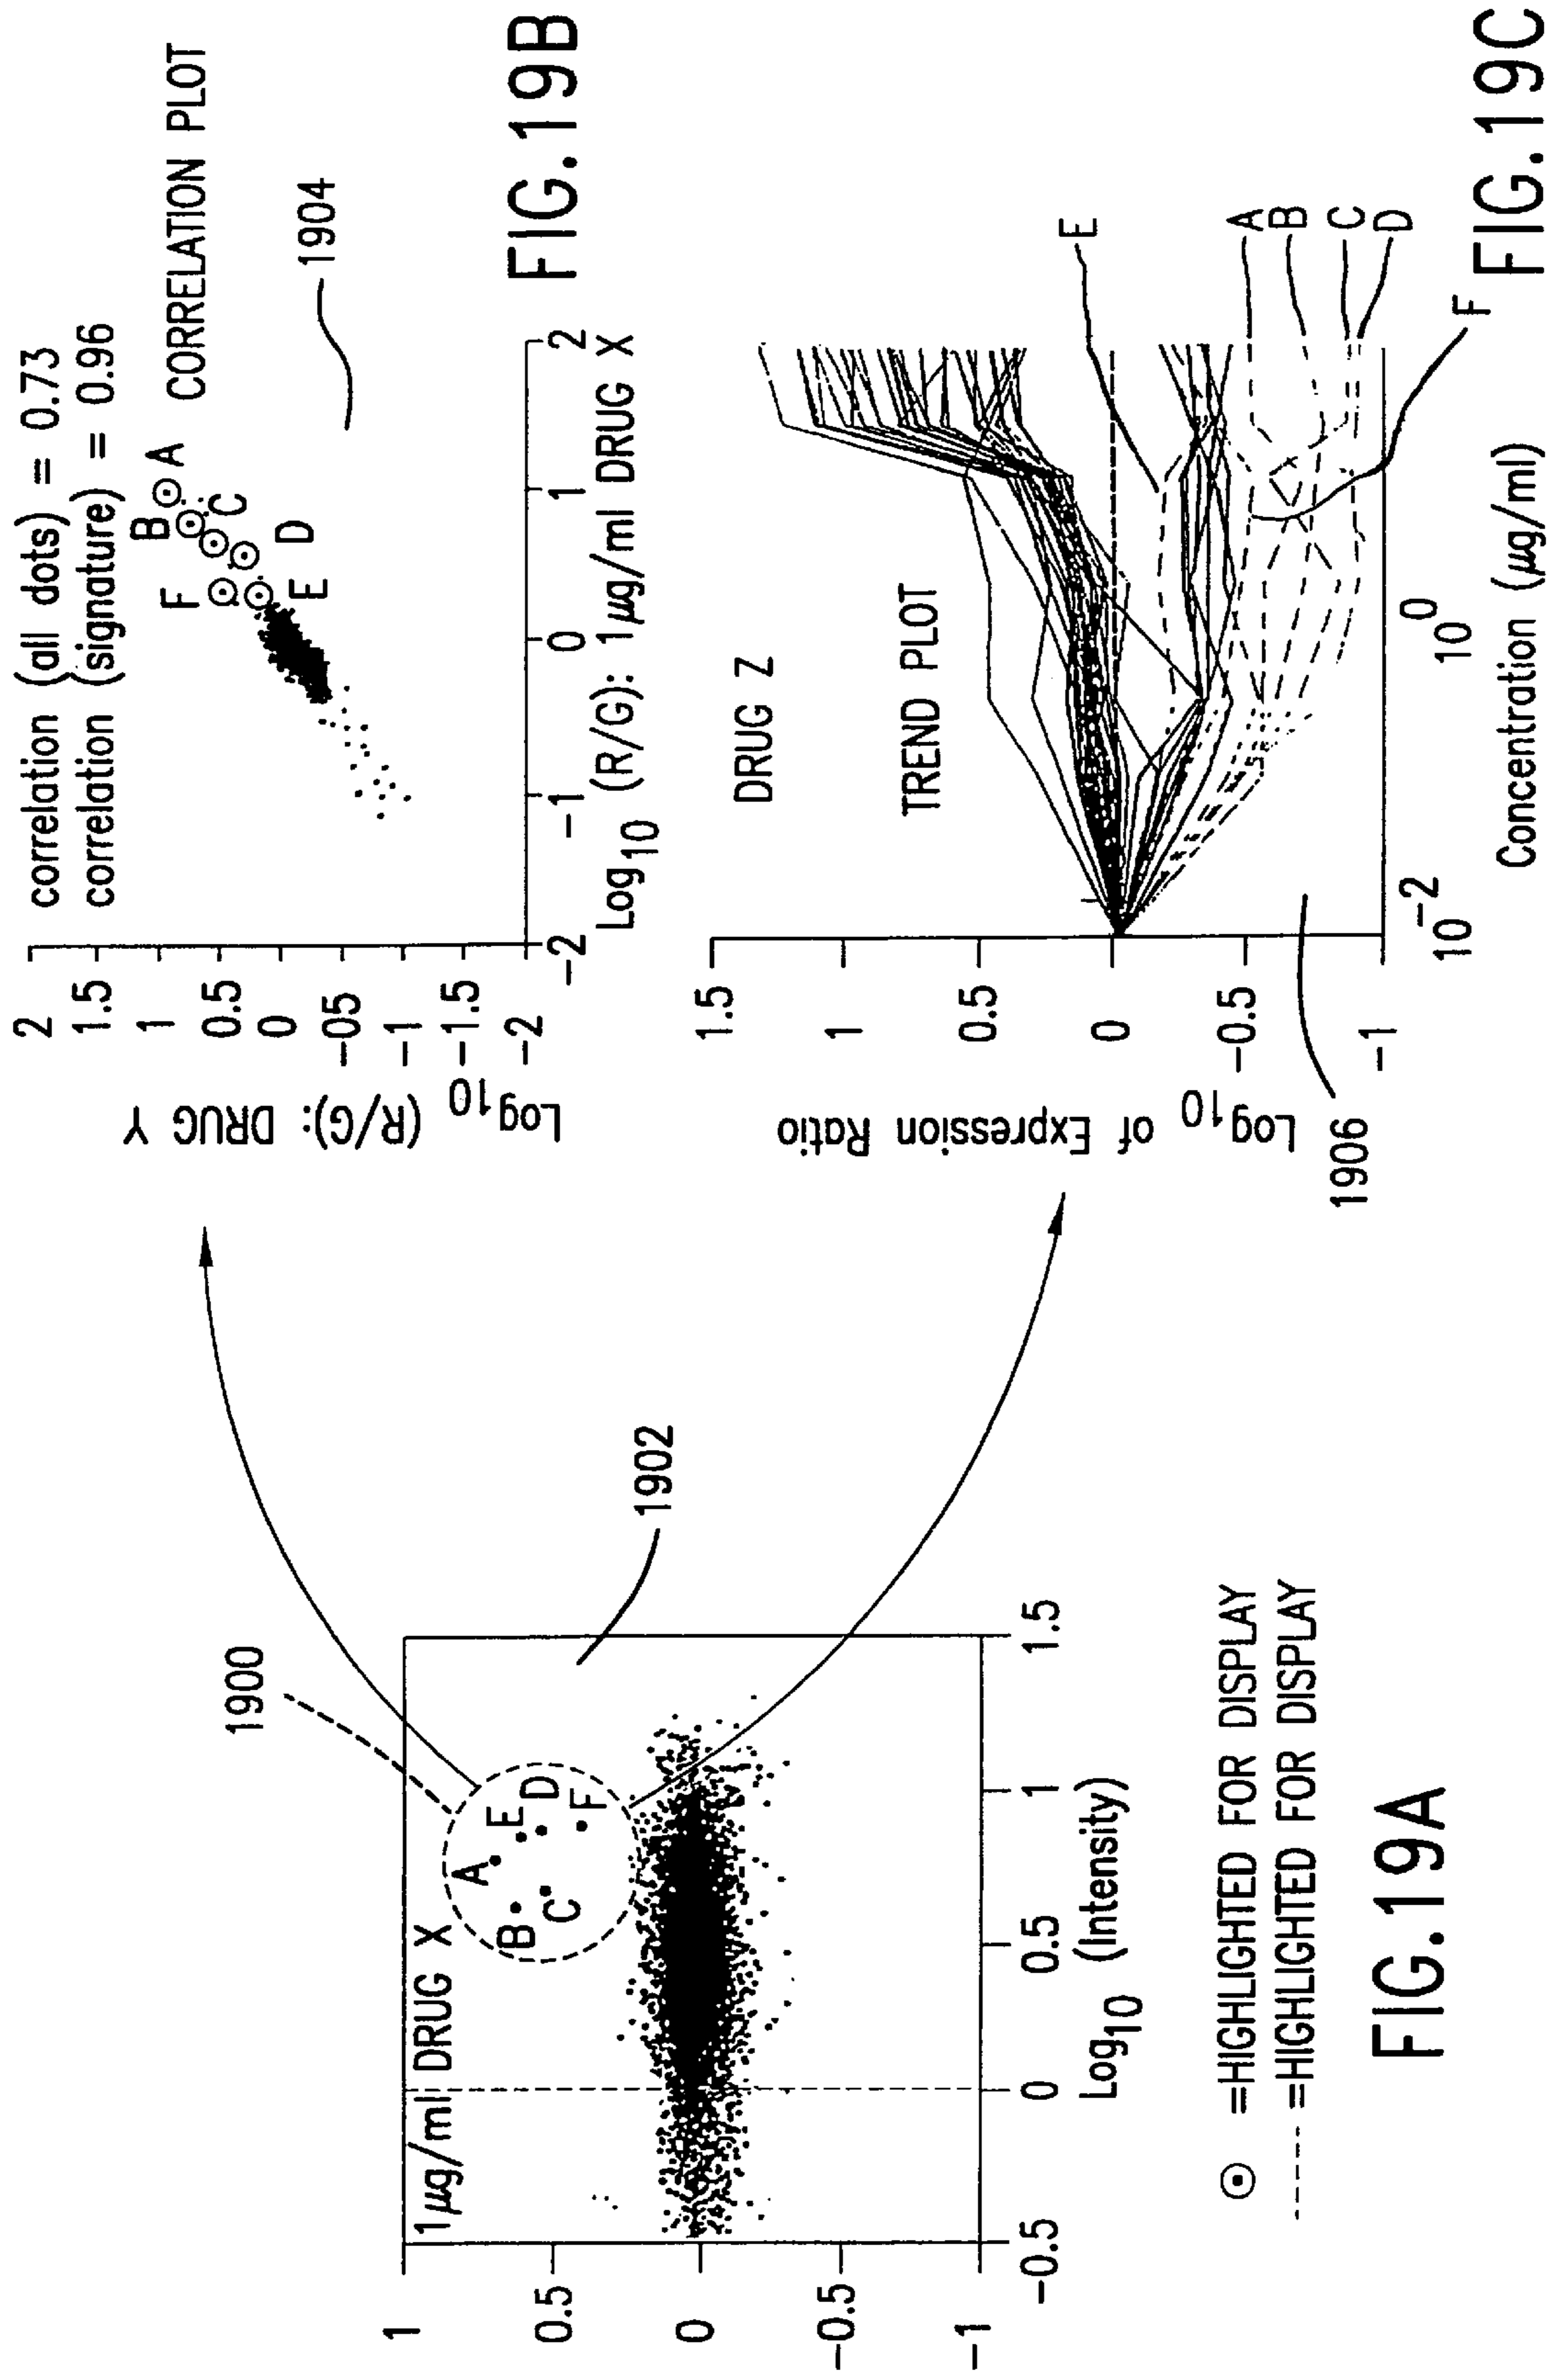 1900
1902
1
0.5
0
-0.5
-1
1µg/ml DRUG X
A
B
C
E
D
F
-0.5
0
0.5
1
1.5
Log10 (Intensity)
⊙ =HIGHLIGHTED FOR DISPLAY
---- =HIGHLIGHTED FOR DISPLAY
FIG.19A
correlation (all dots) = 0.73
correlation (signature) = 0.96
CORRELATION PLOT
1904
2
1.5
1
0.5
0
-05
-1
-1.5
-2
Log10 (R/G): DRUG Y
F
B
A
C
D
E
-2
-1
0
1
2
Log10 (R/G): 1µg/ml DRUG X
FIG.19B
DRUG Z
TREND PLOT
1.5
1
0.5
0
-0.5
-1
Log10 of Expression Ratio
E
A
B
C
D
F
10-2
100
Concentration (µg/ml)
1906
FIG.19C